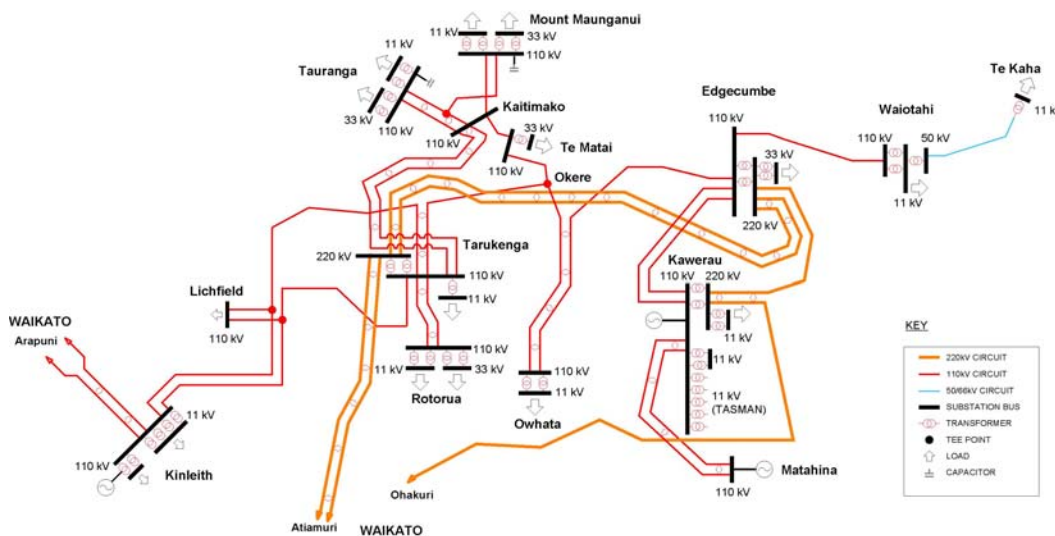 Mount Maunganui
11 kV
33 kV
110 kV
11 kV
Tauranga
33 kV
110 kV
Kaitimako
110 kV
33 kV
Te Matai
110 kV
Okere
Edgecumbe
110 kV
33 kV
220 kV
Waiotahi
110 kV
50 kV
11 kV
Te Kaha
11 k
Tarukenga
220 kV
110 kV
11 kV
Lichfield
110 kV
WAIKATO
Arapuni
11 kV
110 kV
Kinleith
110 kV
11 kV
33 kV
Rotorua
110 kV
11 kV
Owhata
Kawerau
110 kV
220 kV
11 kV
11 kV
11 kV
(TASMAN)
Matahina
110 kV
Ohakuri
Atiamuri
WAIKATO
KEY
220kV CIRCUIT
110kV CIRCUIT
50/66kV CIRCUIT
SUBSTATION BUS
TRANSFORMER
TEE POINT
LOAD
CAPACITOR